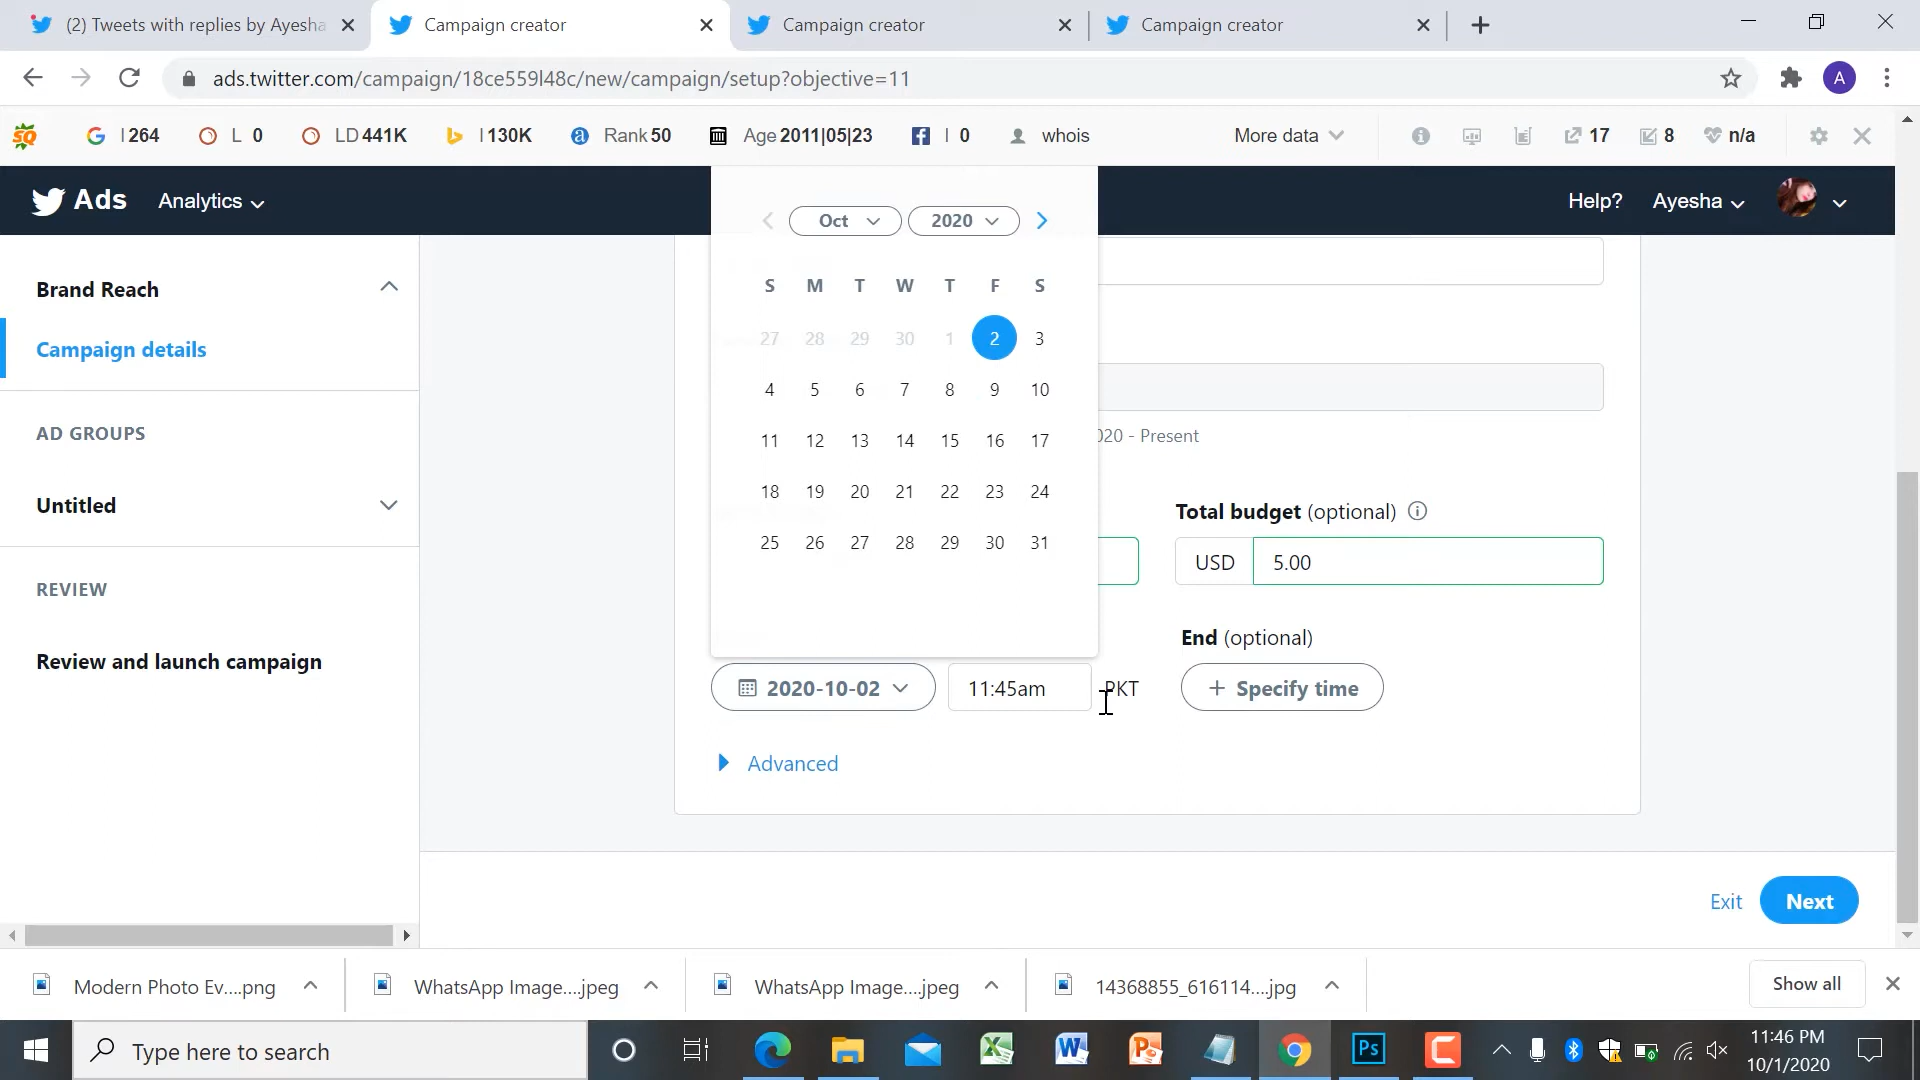 (2) Tweets with replies by Ayesha
Campaign creator
Campaign creator
Campaign creator
ads.twitter.com/campaign/18ce559l48c/new/campaign/setup?objective=11
A
SQ
I 264
L 0
LD 441K
I 130K
Rank 50
Age 2011|05|23
I 0
whois
More data
17
8
n/a
Ads
Analytics
Help?
Ayesha
Brand Reach
Campaign details
AD GROUPS
Untitled
REVIEW
Review and launch campaign
Oct
2020
S M T W T F S
27 28 29 30 1 2 3
4 5 6 7 8 9 10
11 12 13 14 15 16 17
18 19 20 21 22 23 24
25 26 27 28 29 30 31
020 - Present
Total budget (optional)
USD 5.00
End (optional)
2020-10-02
11:45am
PKT
Specify time
Advanced
Exit
Next
Modern Photo Ev....png
WhatsApp Image....jpeg
WhatsApp Image....jpeg
14368855_616114....jpg
Show all
Type here to search
11:46 PM
10/1/2020